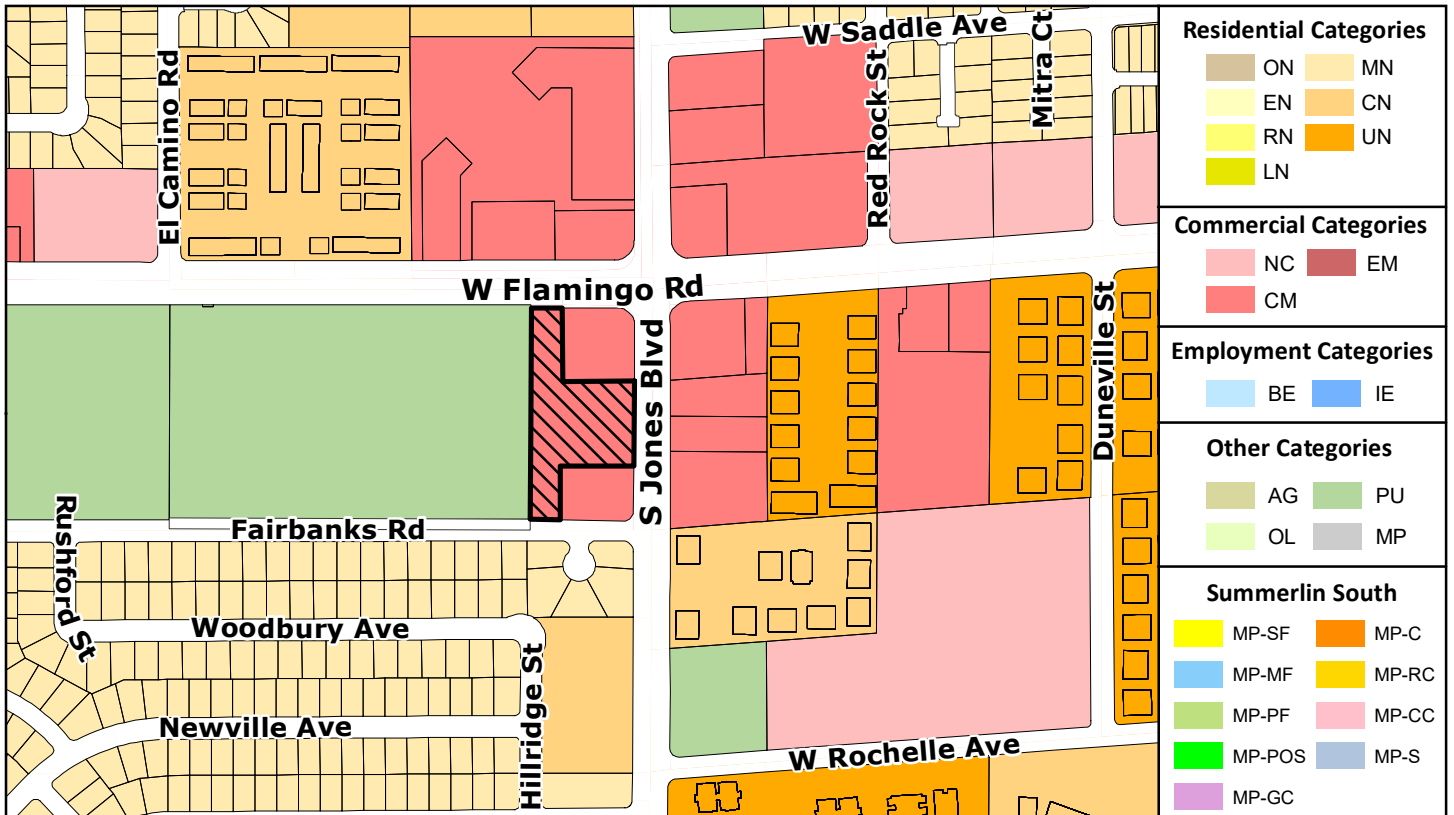 W Saddle Ave
Mitra Ct
El Camino Rd
Red Rock St
W Flamingo Rd
S Jones Blvd
Duneville St
Rushford St
Fairbanks Rd
Woodbury Ave
Hillridge St
Newville Ave
W Rochelle Ave
Residential Categories
ON MN
EN CN
RN UN
LN
Commercial Categories
NC EM
CM
Employment Categories
BE IE
Other Categories
AG PU
OL MP
Summerlin South
MP-SF MP-C
MP-MF MP-RC
MP-PF MP-CC
MP-POS MP-S
MP-GC